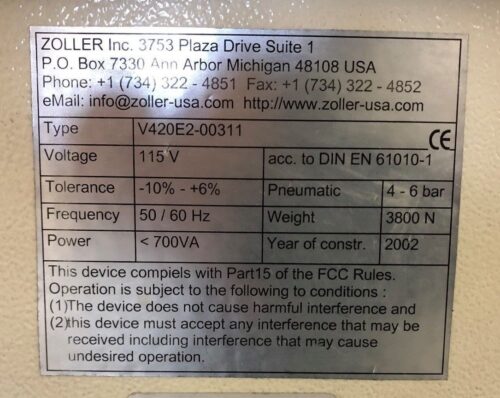 ZOLLER Inc. 3753 Plaza Drive Suite 1
P.O. Box 7330 Ann Arbor Michigan 48108 USA
Phone: +1 (734) 322 - 4851 Fax: +1 (734) 322 - 4852
eMail: info@zoller-usa.com http://www.zoller-usa.com
Type V420E2-00311 CE
Voltage 115 V acc. to DIN EN 61010-1
Tolerance -10% - +6% Pneumatic 4 - 6 bar
Frequency 50 / 60 Hz Weight 3800 N
Power < 700VA Year of constr. 2002
This device compiels with Part15 of the FCC Rules.
Operation is subject to the following to conditions :
(1)The device does not cause harmful interference and
(2)this device must accept any interference that may be
received including interference that may cause
undesired operation.